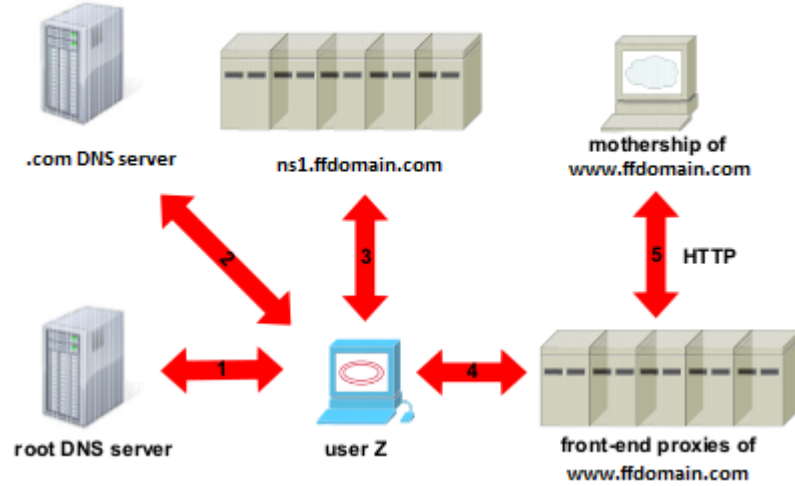 .com DNS server
ns1.ffdomain.com
mothership of
www.ffdomain.com
2
3
5
HTTP
1
4
root DNS server
user Z
front-end proxies of
www.ffdomain.com